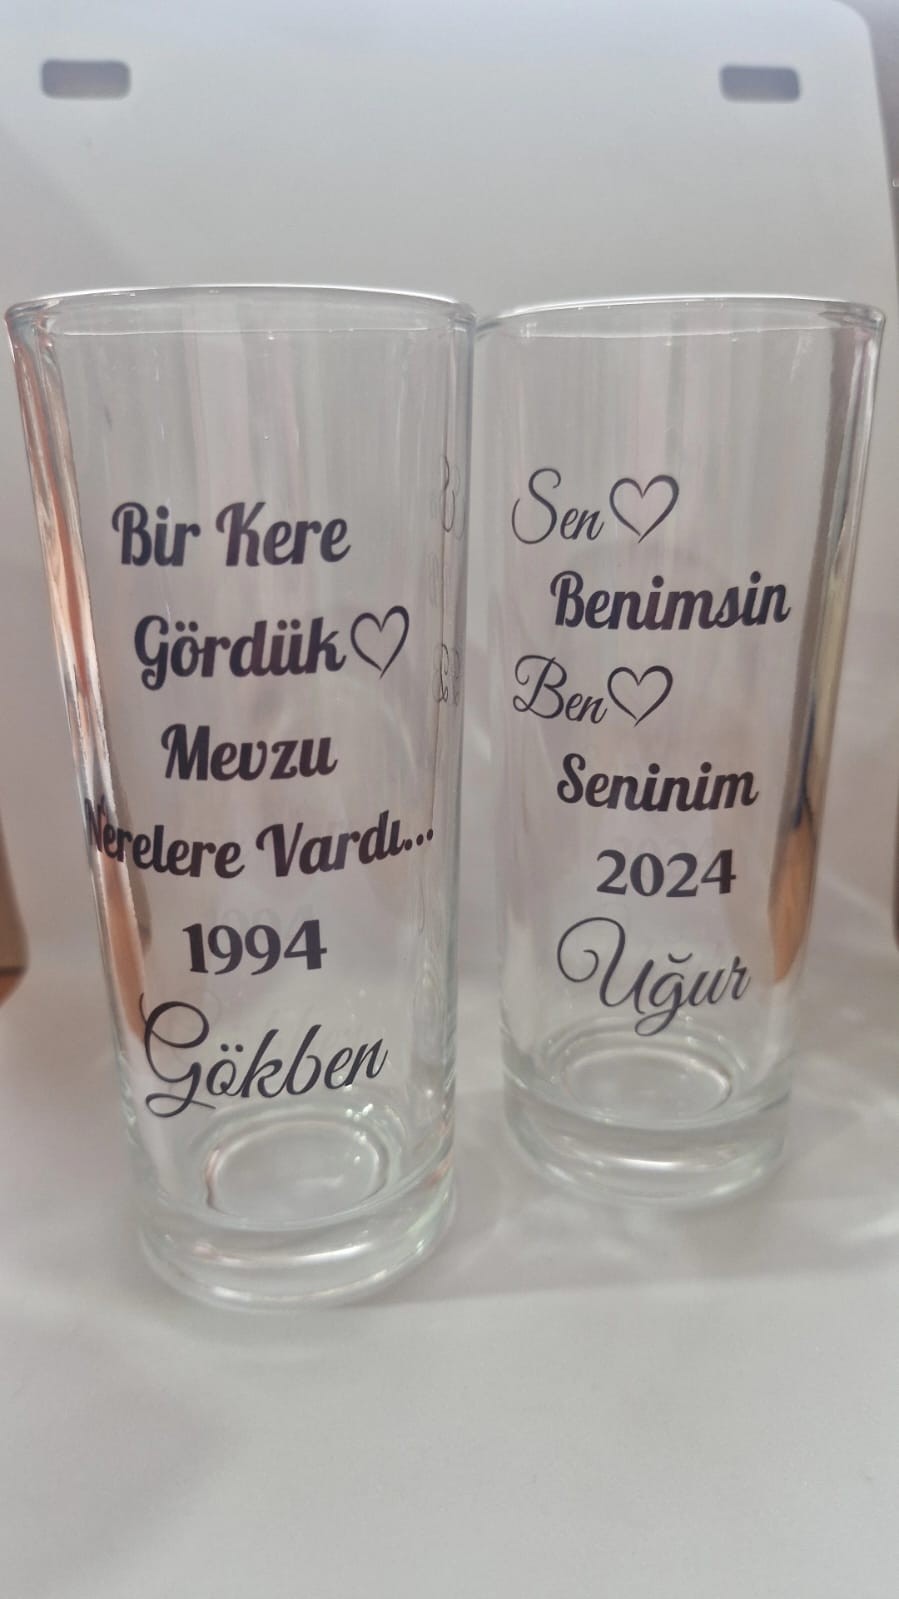 Bir Kere
Gördük
Mevzu
Nerelere Vardı...
1994
Gökben
Sen
Benimsin
Ben
Seninim
2024
Uğur